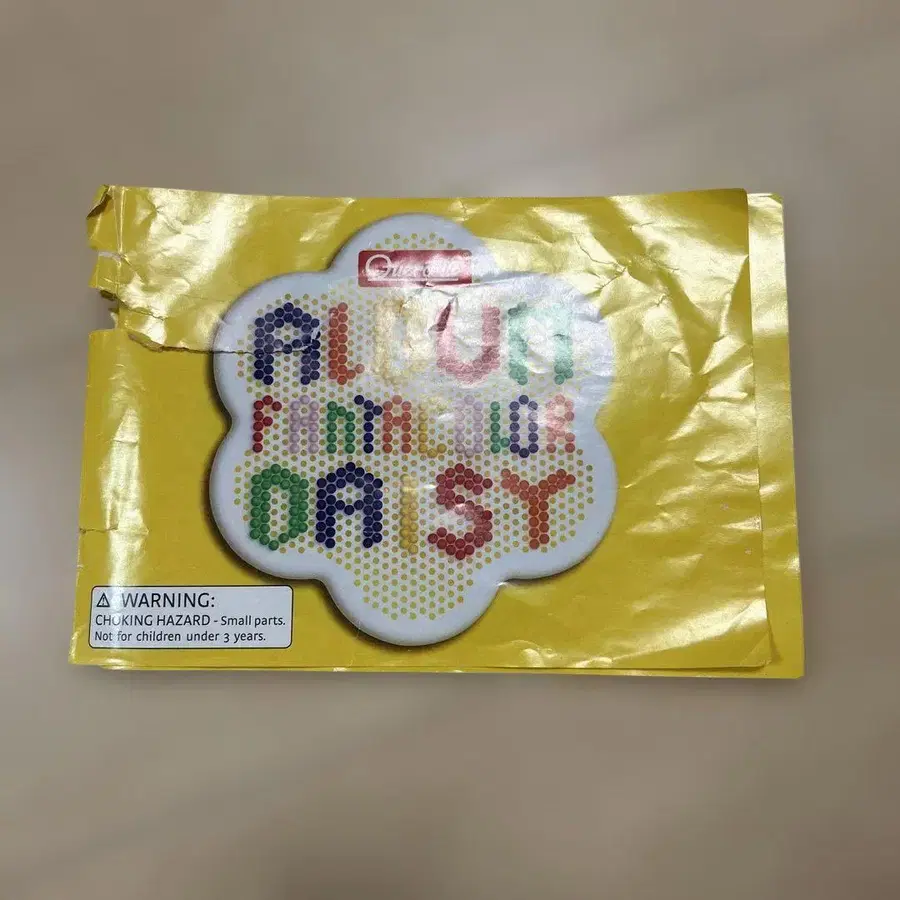 Quercetti
ALBUM
FANTACOLOR
DAISY
⚠ WARNING:
CHOKING HAZARD - Small parts.
Not for children under 3 years.